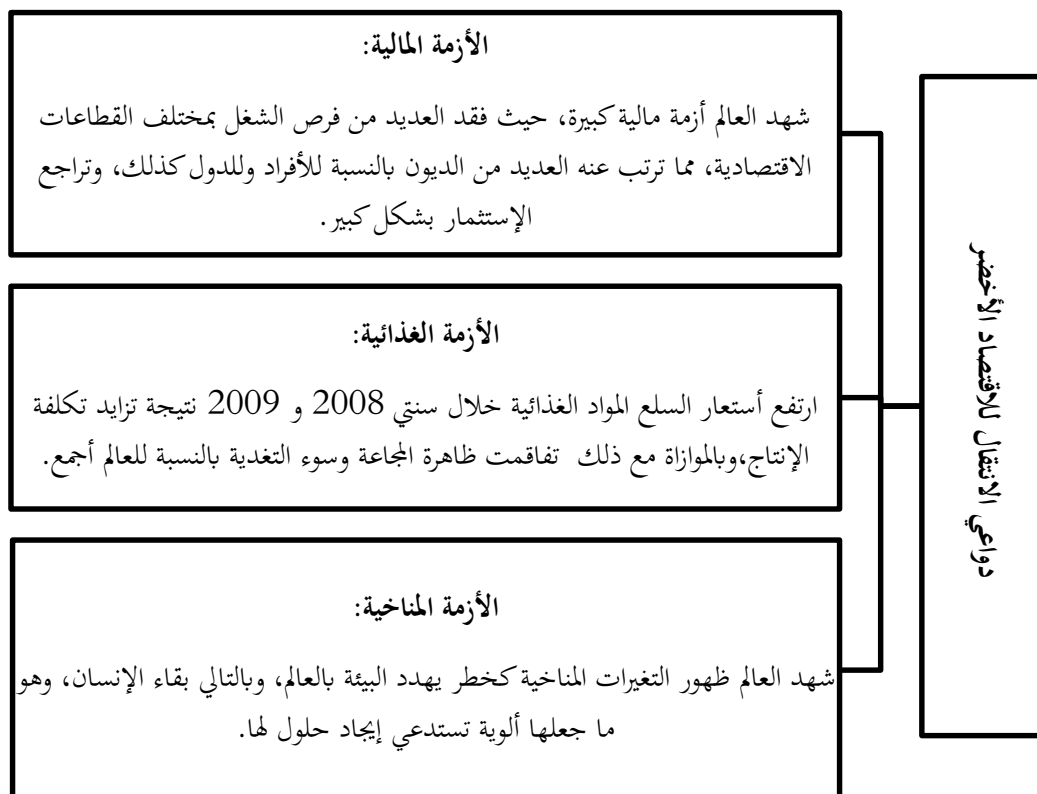 دواعي الانتقال للاقتصاد الأخضر
الأزمة المالية:
شهد العالم أزمة مالية كبيرة، حيث فقد العديد من فرص الشغل بمختلف القطاعات
الاقتصادية، مما ترتب عنه العديد من الديون بالنسبة للأفراد وللدول كذلك، وتراجع
الإستثمار بشكل كبير.
الأزمة الغذائية:
ارتفع أستعار السلع المواد الغذائية خلال سنتي 2008 و 2009 نتيجة تزايد تكلفة
الإنتاج،وبالموازاة مع ذلك تفاقمت ظاهرة المجاعة وسوء التغدية بالنسبة للعالم أجمع.
الأزمة المناخية:
شهد العالم ظهور التغيرات المناخية كخطر يهدد البيئة بالعالم، وبالتالي بقاء الإنسان، وهو
ما جعلها ألوية تستدعي إيجاد حلول لها.